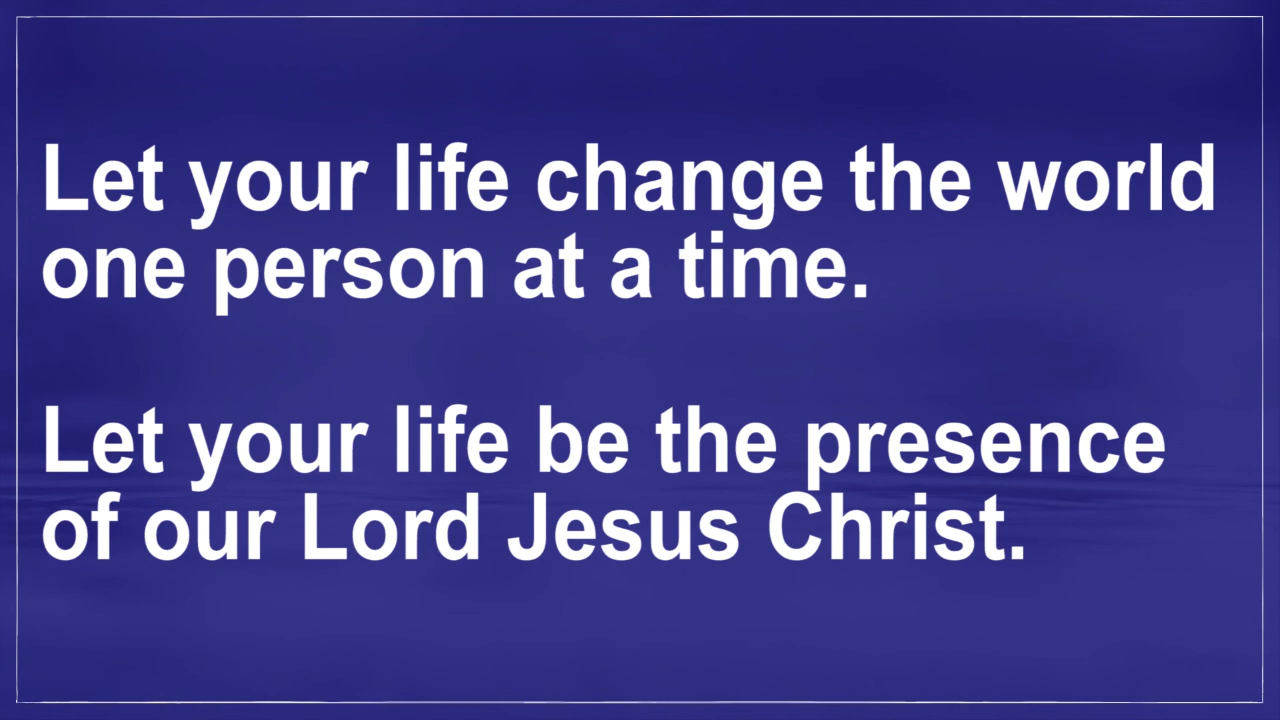 Let your life change the world
one person at a time.
Let your life be the presence
of our Lord Jesus Christ.